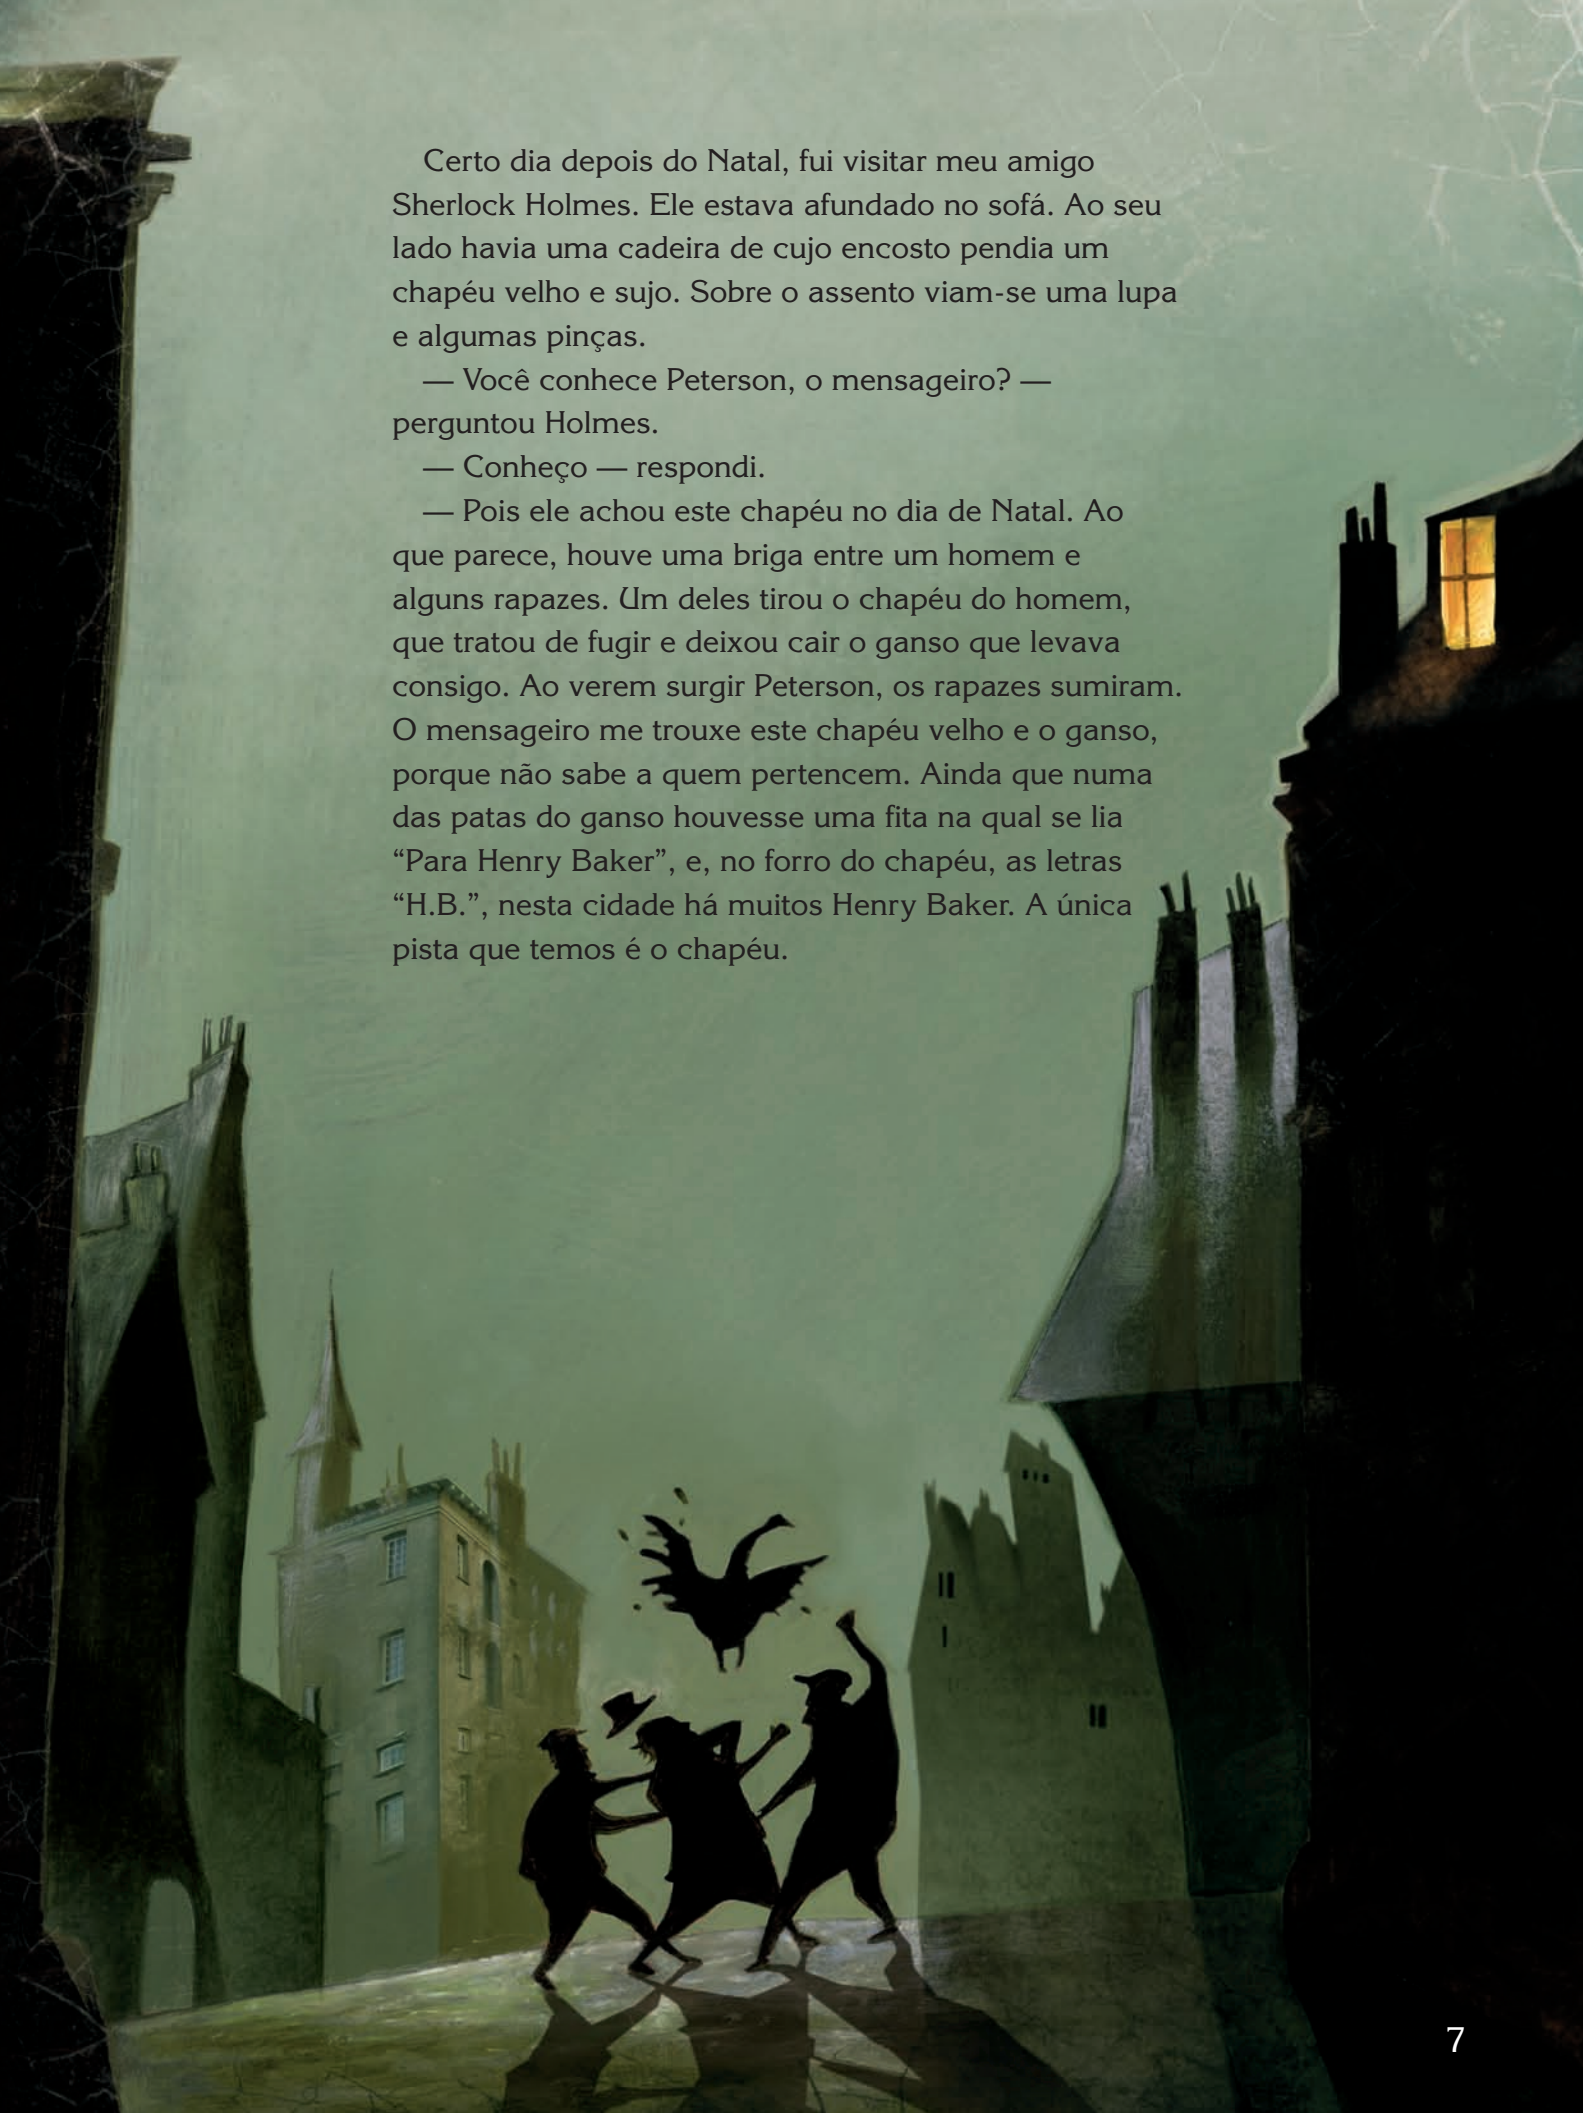 Certo dia depois do Natal, fui visitar meu amigo
Sherlock Holmes. Ele estava afundado no sofá. Ao seu
lado havia uma cadeira de cujo encosto pendia um
chapéu velho e sujo. Sobre o assento viam-se uma lupa
e algumas pinças.
— Você conhece Peterson, o mensageiro? —
perguntou Holmes.
— Conheço — respondi.
— Pois ele achou este chapéu no dia de Natal. Ao
que parece, houve uma briga entre um homem e
alguns rapazes. Um deles tirou o chapéu do homem,
que tratou de fugir e deixou cair o ganso que levava
consigo. Ao verem surgir Peterson, os rapazes sumiram.
O mensageiro me trouxe este chapéu velho e o ganso,
porque não sabe a quem pertencem. Ainda que numa
das patas do ganso houvesse uma fita na qual se lia
“Para Henry Baker”, e, no forro do chapéu, as letras
“H.B.”, nesta cidade há muitos Henry Baker. A única
pista que temos é o chapéu.
7